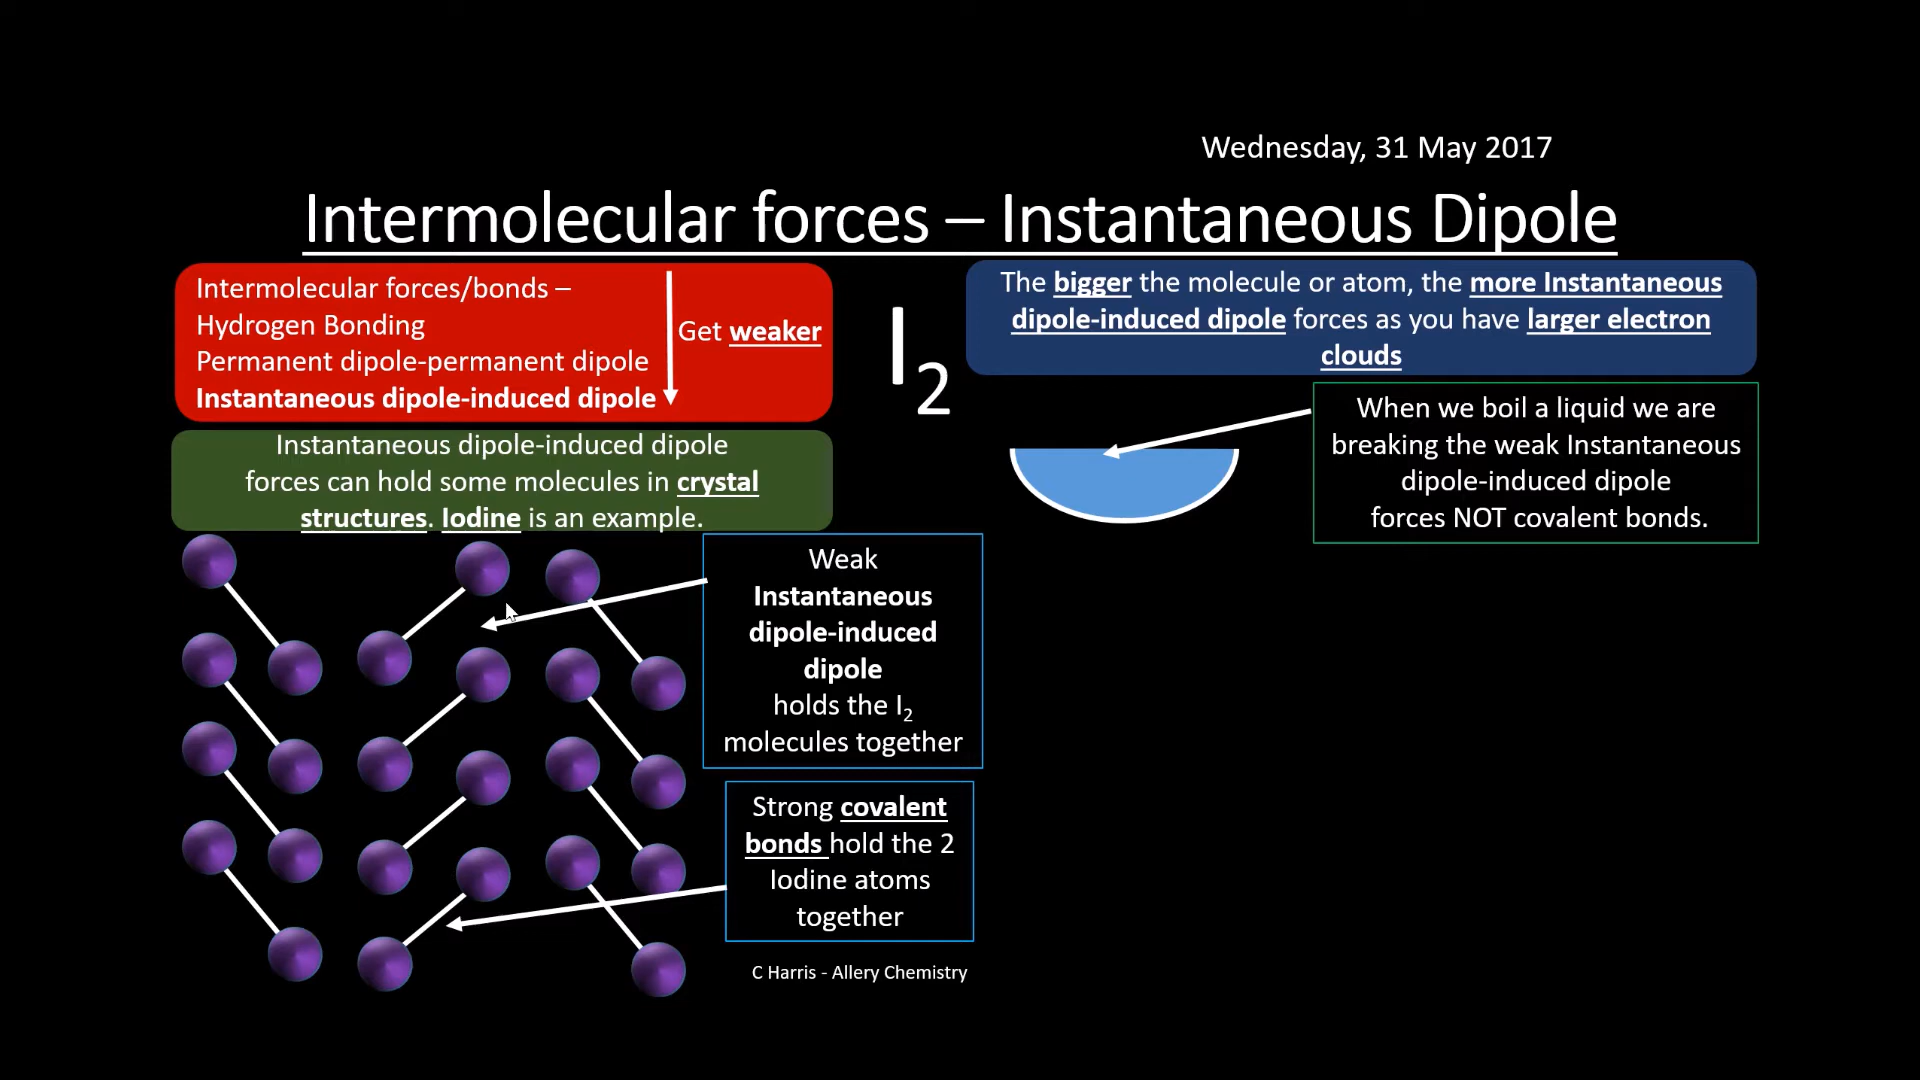 Wednesday, 31 May 2017
Intermolecular forces – Instantaneous Dipole
Intermolecular forces/bonds –
Hydrogen Bonding
Permanent dipole-permanent dipole
Instantaneous dipole-induced dipole
Get weaker
I2
The bigger the molecule or atom, the more Instantaneous
dipole-induced dipole forces as you have larger electron
clouds
Instantaneous dipole-induced dipole
forces can hold some molecules in crystal
structures. Iodine is an example.
When we boil a liquid we are
breaking the weak Instantaneous
dipole-induced dipole
forces NOT covalent bonds.
Weak
Instantaneous
dipole-induced
dipole
holds the I2
molecules together
Strong covalent
bonds hold the 2
Iodine atoms
together
C Harris - Allery Chemistry